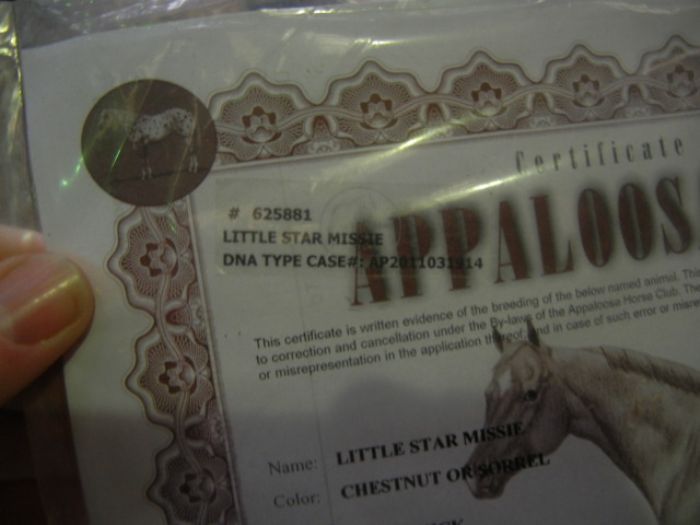 Certificate
# 625881
LITTLE STAR MISSIE
DNA TYPE CASE#: AP2011031914
APPALOOS
This certificate is written evidence of the breeding of the below named animal. This
to correction and cancellation under the By-laws of the Appaloosa Horse Club. The
or misrepresentation in the application thereof, and in case of such error or
Name: LITTLE STAR MISSIE
Color: CHESTNUT OR SORREL